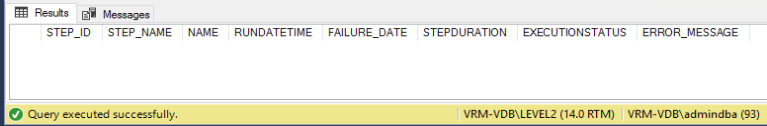 Results Messages
STEP_ID STEP_NAME NAME RUNDATETIME FAILURE_DATE STEPDURATION EXECUTIONSTATUS ERROR_MESSAGE
Query executed successfully. VRM-VDB\LEVEL2 (14.0 RTM) VRM-VDB\admindba (93)